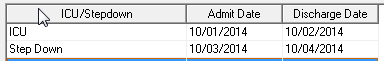 ICU/Stepdown Admit Date Discharge Date
ICU 10/01/2014 10/02/2014
Step Down 10/03/2014 10/04/2014